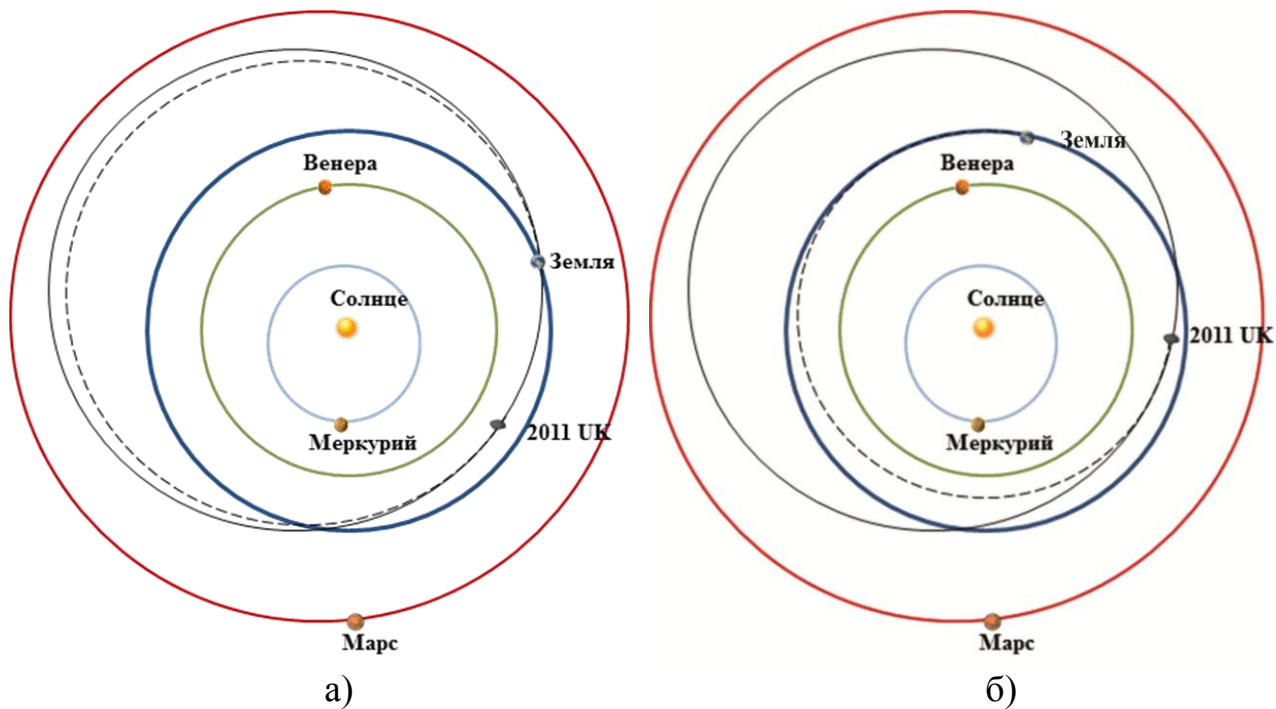 Венера
Земля
Солнце
2011 UK
Меркурий
Марс
а)
Земля
Венера
Солнце
2011 UK
Меркурий
Марс
б)